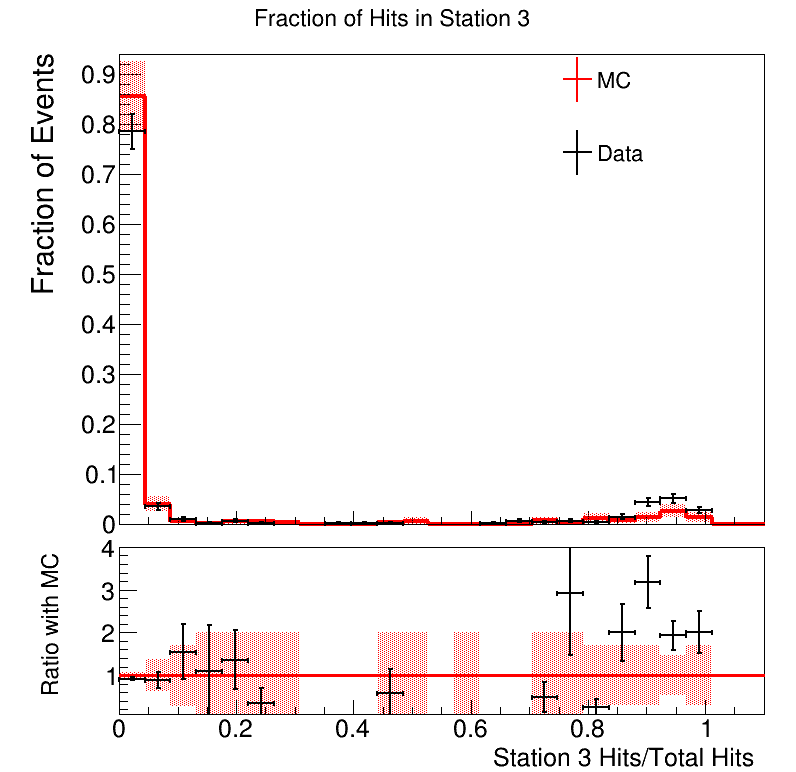 Fraction of Hits in Station 3
Fraction of Events
0.9
0.8
0.7
0.6
0.5
0.4
0.3
0.2
0.1
0
MC
Data
Ratio with MC
4
3
2
1
0 0.2 0.4 0.6 0.8 1
Station 3 Hits/Total Hits